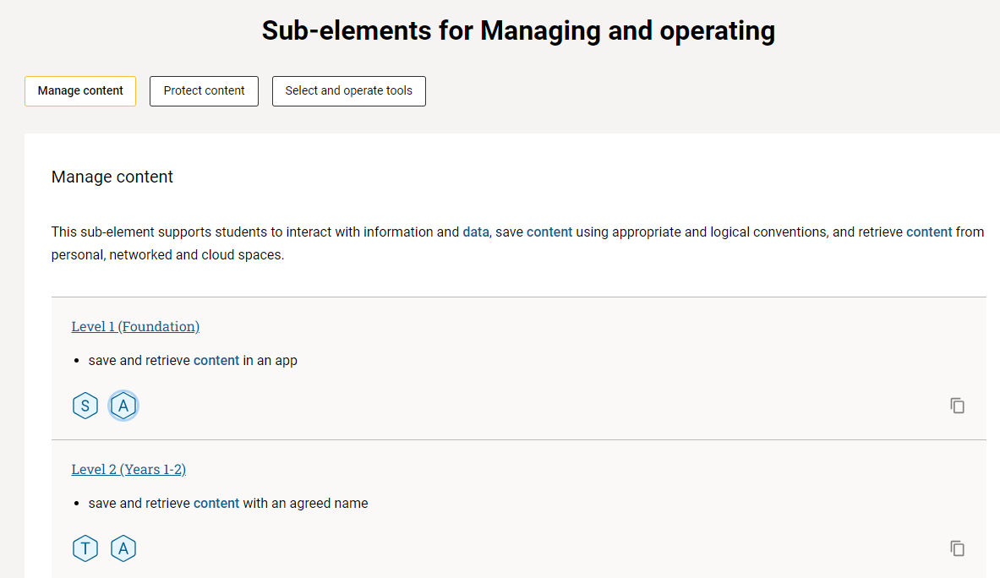 Sub-elements for Managing and operating
Manage content Protect content Select and operate tools
Manage content
This sub-element supports students to interact with information and data, save content using appropriate and logical conventions, and retrieve content from
personal, networked and cloud spaces.
Level 1 (Foundation)
• save and retrieve content in an app
S A
Level 2 (Years 1-2)
• save and retrieve content with an agreed name
T A